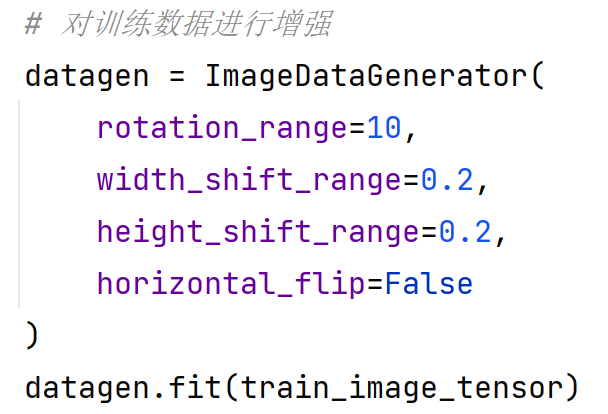 # 对训练数据进行增强
datagen = ImageDataGenerator(
    rotation_range=10,
    width_shift_range=0.2,
    height_shift_range=0.2,
    horizontal_flip=False
)
datagen.fit(train_image_tensor)